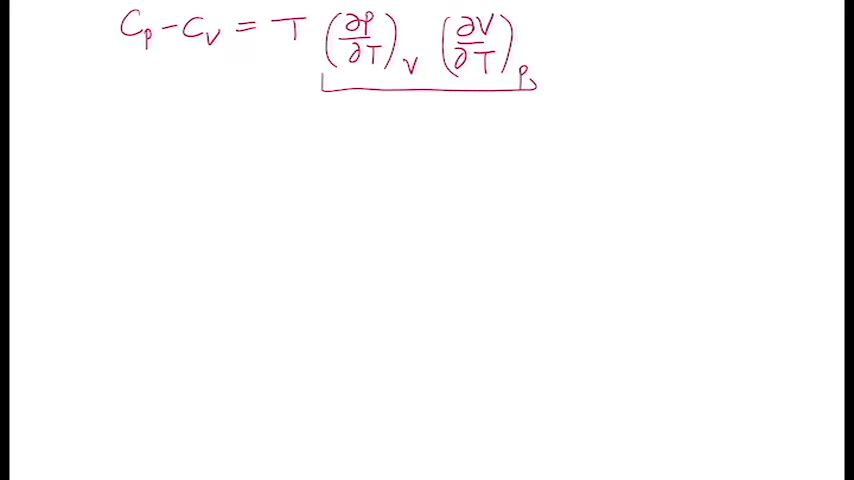 C_p - C_v = T (∂P/∂T)_V (∂V/∂T)_P